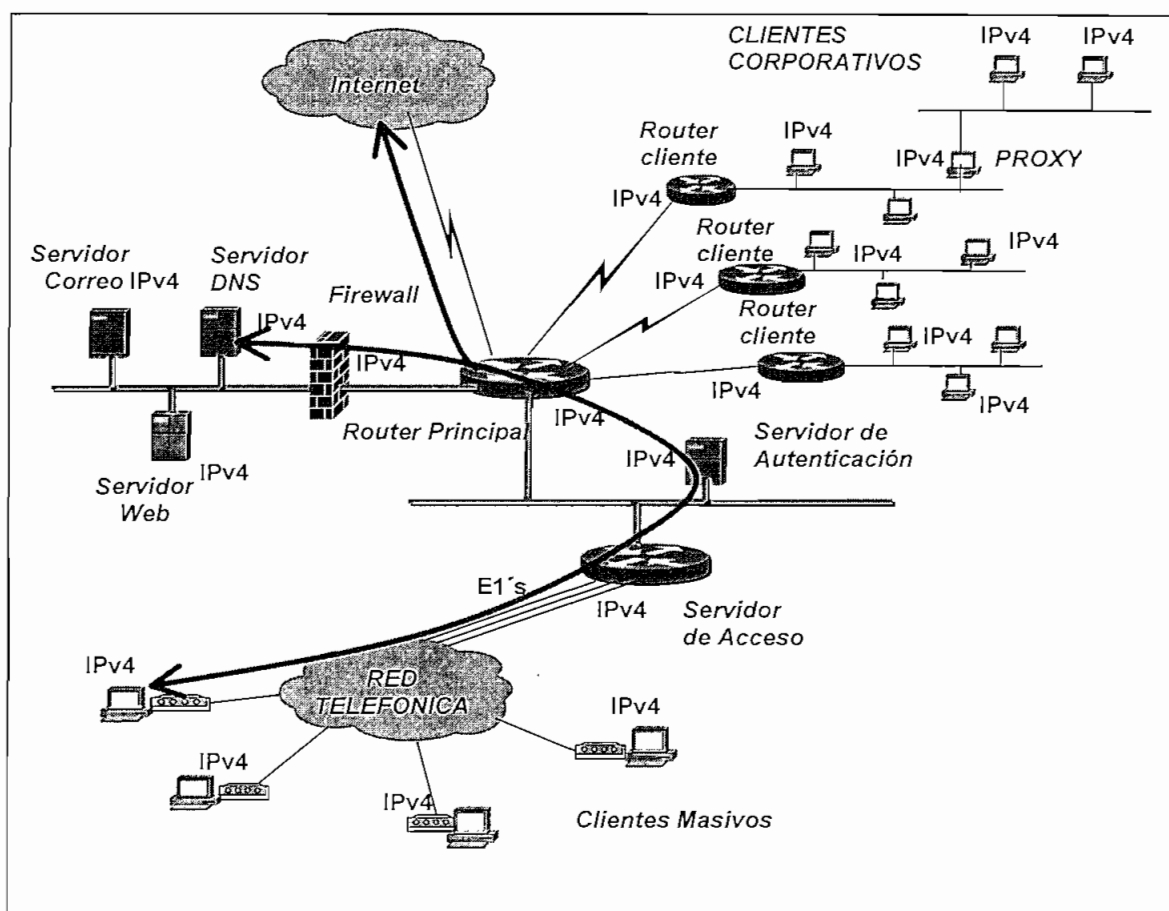 CLIENTES
CORPORATIVOS
IPv4
IPv4
Internet
Router
cliente
IPv4
IPv4
PROXY
IPv4
Router
cliente
IPv4
IPv4
IPv4
Servidor
Correo IPv4
Servidor
DNS
IPv4
Firewall
IPv4
Router
cliente
IPv4
IPv4
IPv4
IPv4
Router Principal
Servidor
Web
IPv4
Servidor de
Autenticación
IPv4
E1´s
IPv4
Servidor
de Acceso
IPv4
RED
TELEFONICA
IPv4
IPv4
IPv4
Clientes Masivos